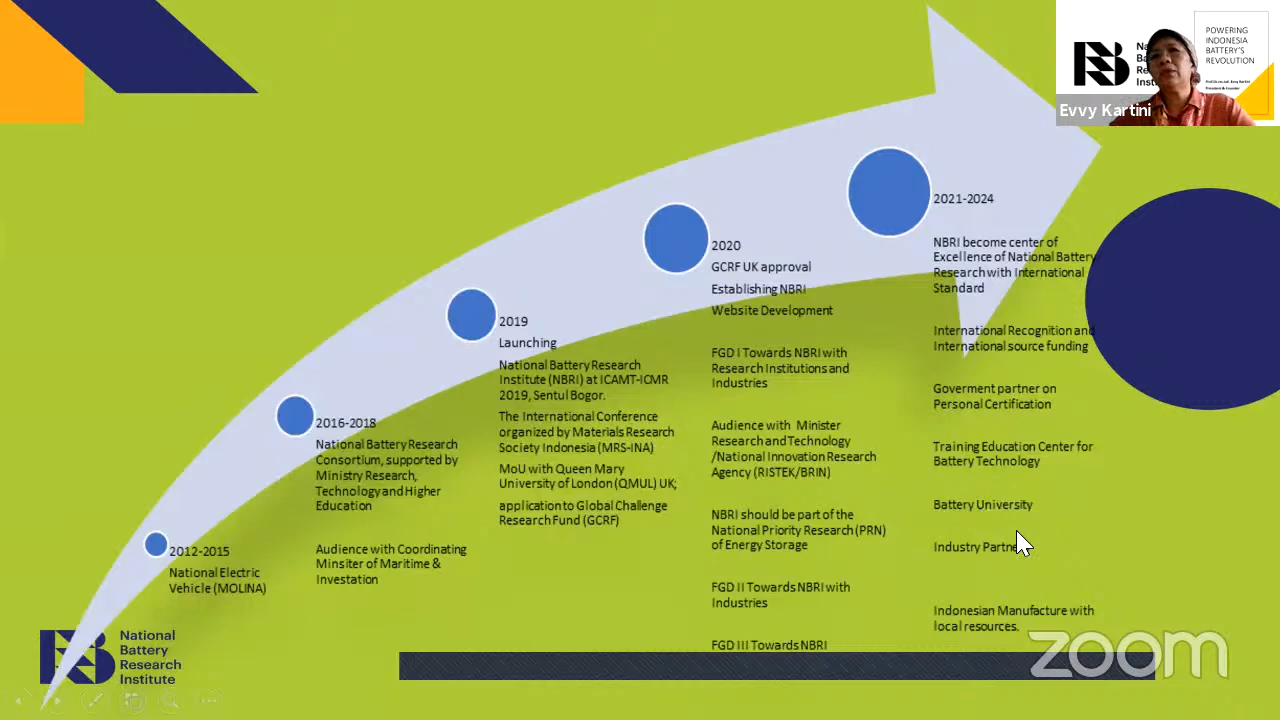 POWERING
INDONESIA
BATTERY'S
REVOLUTION
President & Founder
Evvy Kartini
2012-2015
National Electric
Vehicle (MOLINA)
2016-2018
National Battery Research
Consortium, supported by
Ministry Research,
Technology and Higher
Education
Audience with Coordinating
Minsiter of Maritime &
Investation
2019
Launching
National Battery Research
Institute (NBRI) at ICAMT-ICMR
2019, Sentul Bogor.
The International Conference
organized by Materials Research
Society Indonesia (MRS-INA)
MoU with Queen Mary
University of London (QMUL) UK;
application to Global Challenge
Research Fund (GCRF)
2020
GCRF UK approval
Establishing NBRI
Website Development
FGD I Towards NBRI with
Research Institutions and
Industries
Audience with Minister
Research and Technology
/National Innovation Research
Agency (RISTEK/BRIN)
NBRI should be part of the
National Priority Research (PRN)
of Energy Storage
FGD II Towards NBRI with
Industries
FGD III Towards NBRI
2021-2024
NBRI become center of
Excellence of National Battery
Research with International
Standard
International Recognition and
International source funding
Goverment partner on
Personal Certification
Training Education Center for
Battery Technology
Battery University
Industry
Indonesian Manufacture with
local resources.
National
Battery
Research
Institute
zoom